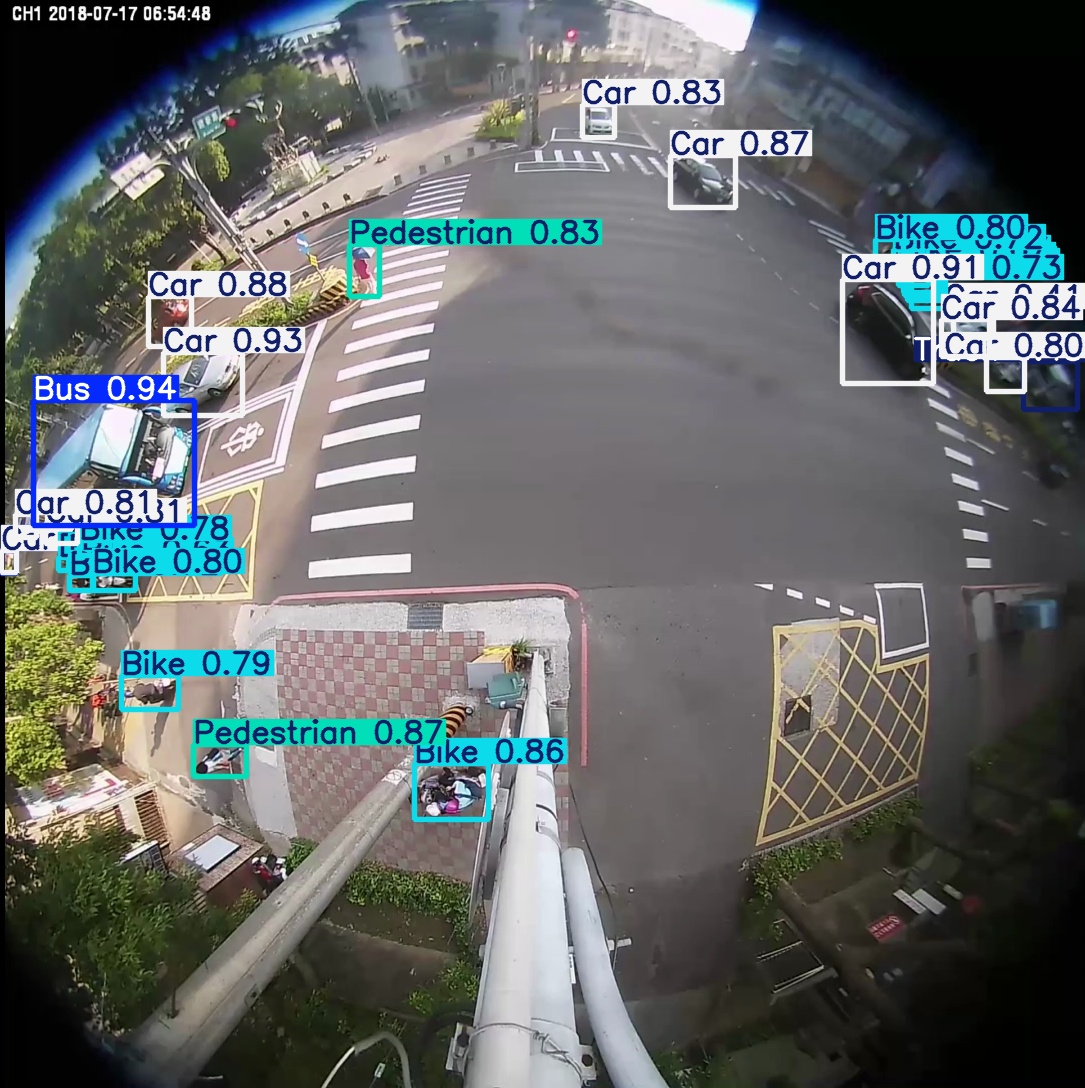 CH1 2018-07-17 06:54:48
Car 0.83
Car 0.87
Bike 0.80
Pedestrian 0.83
Car 0.91
0.73
Car 0.88
Car 0.84
Car 0.93
Car 0.80
Bus 0.94
Car 0.81
Bike 0.78
Bike 0.80
Bike 0.79
Pedestrian 0.87
Bike 0.86